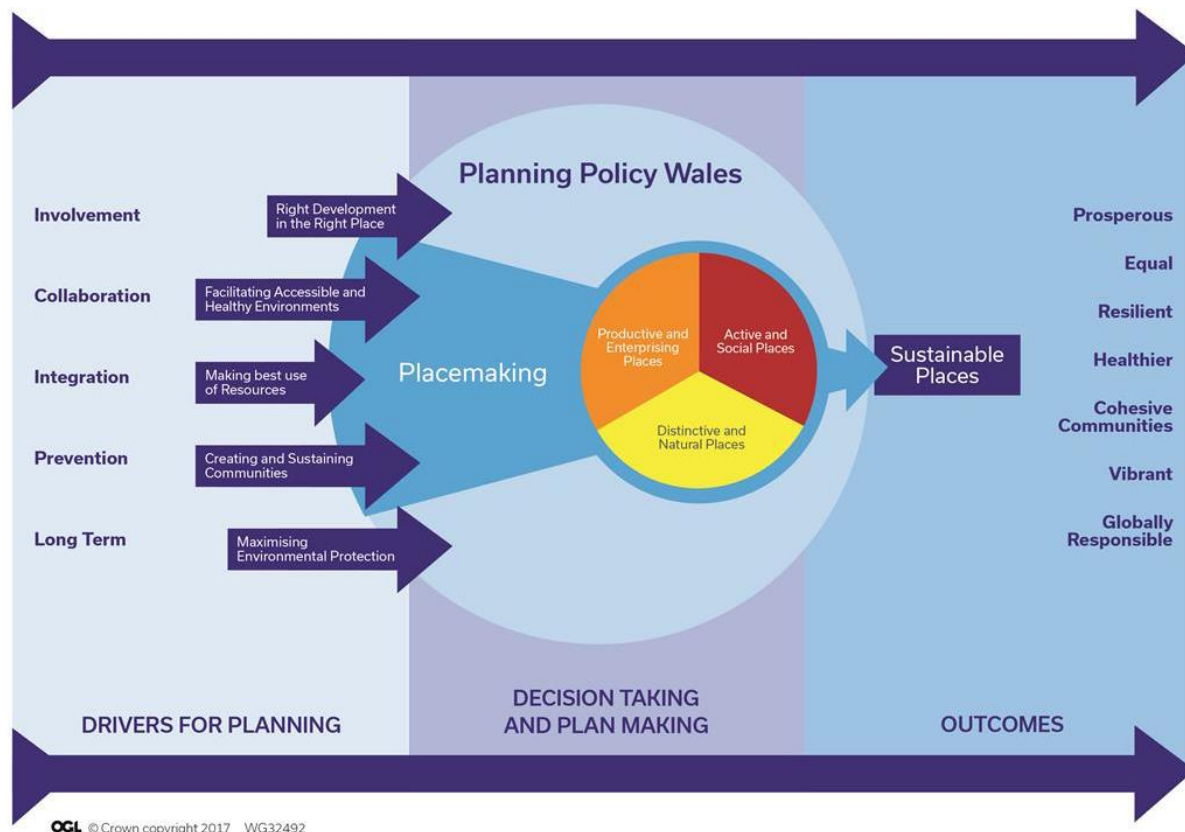 Planning Policy Wales
Involvement
Collaboration
Integration
Prevention
Long Term
Right Development
in the Right Place
Facilitating Accessible and
Healthy Environments
Making best use
of Resources
Creating and Sustaining
Communities
Maximising
Environmental Protection
Placemaking
Productive and
Enterprising
Places
Active and
Social Places
Distinctive and
Natural Places
Sustainable
Places
Prosperous
Equal
Resilient
Healthier
Cohesive
Communities
Vibrant
Globally
Responsible
DRIVERS FOR PLANNING
DECISION TAKING
AND PLAN MAKING
OUTCOMES
OGL © Crown copyright 2017 WG32492